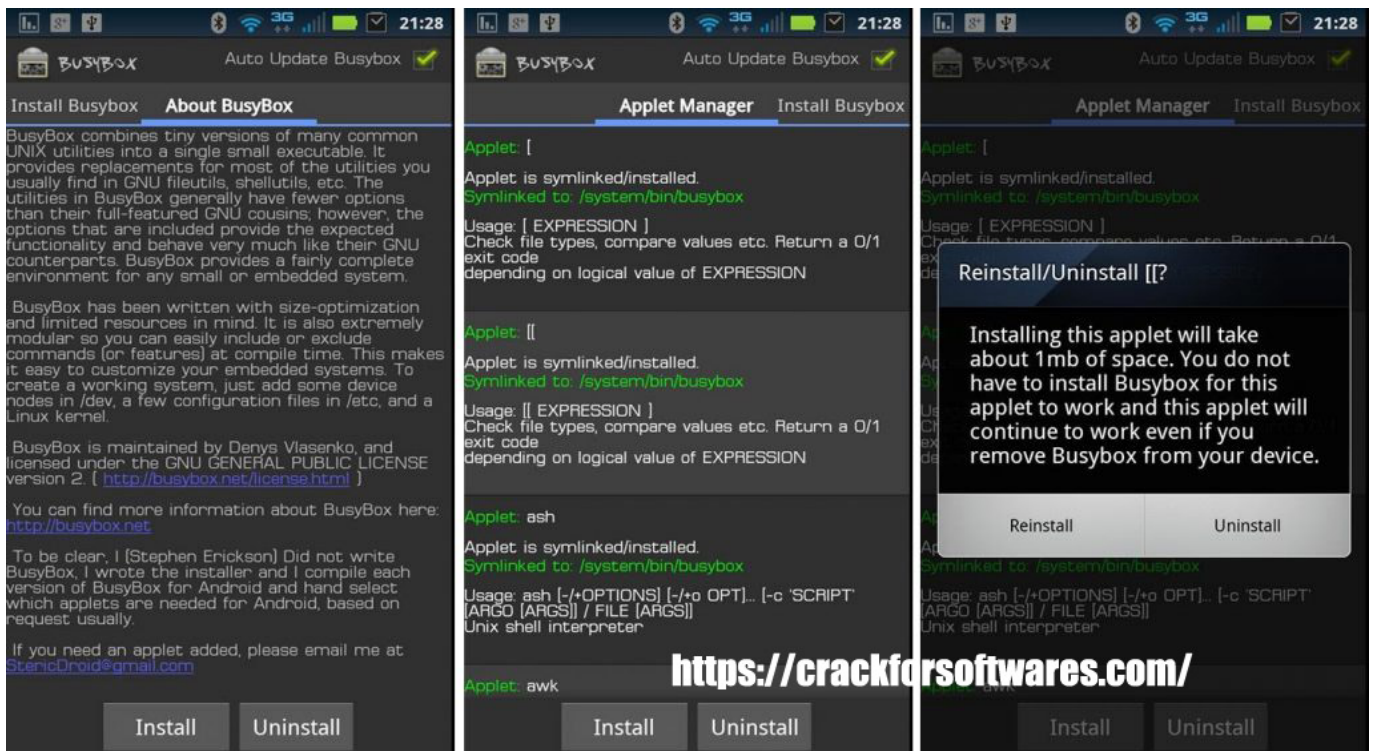 3G
21:28
BUSYBOX
Auto Update Busybox
Install Busybox About BusyBox
BusyBox combines tiny versions of many common
UNIX utilities into a single small executable. It
provides replacements for most of the utilities you
usually find in GNU fileutils, shellutils, etc. The
utilities in BusyBox generally have fewer options
than their full-featured GNU cousins; however, the
options that are included provide the expected
functionality and behave very much like their GNU
counterparts. BusyBox provides a fairly complete
environment for any small or embedded system.
BusyBox has been written with size-optimization
and limited resources in mind. It is also extremely
modular so you can easily include or exclude
commands (or features) at compile time. This makes
it easy to customize your embedded systems. To
create a working system, just add some device
nodes in /dev, a few configuration files in /etc, and a
Linux kernel.
BusyBox is maintained by Denys Vlasenko, and
licensed under the GNU GENERAL PUBLIC LICENSE
version 2. [ http://busybox.net/license.html ]
You can find more information about BusyBox here:
http://busybox.net
To be clear, I (Stephen Erickson) Did not write
BusyBox, I wrote the installer and I compile each
version of BusyBox for Android and hand select
which applets are needed for Android, based on
request usually.
If you need an applet added, please email me at
StericDroid@gmail.com
Install Uninstall
3G
21:28
BUSYBOX
Auto Update Busybox
Applet Manager Install Busybox
Applet: [
Applet is symlinked/installed.
Symlinked to: /system/bin/busybox
Usage: [ EXPRESSION ]
Check file types, compare values etc. Return a 0/1
exit code
depending on logical value of EXPRESSION
Applet: [[
Applet is symlinked/installed.
Symlinked to: /system/bin/busybox
Usage: [[ EXPRESSION ]
Check file types, compare values etc. Return a 0/1
exit code
depending on logical value of EXPRESSION
Applet: ash
Applet is symlinked/installed.
Symlinked to: /system/bin/busybox
Usage: ash [-/+OPTIONS] [-/+o OPT]... [-c 'SCRIPT'
[ARG0 [ARGS]] / FILE [ARGS]]
Unix shell interpreter
Applet: awk
Install Uninstall
3G
21:28
BUSYBOX
Auto Update Busybox
Applet Manager Install Busybox
Applet: [
Applet is symlinked/installed.
Symlinked to: /system/bin/busybox
Usage: [ EXPRESSION ]
Check file types, compare values etc. Return a 0/1
Reinstall/Uninstall [[?
Installing this applet will take
about 1mb of space. You do not
have to install Busybox for this
applet to work and this applet will
continue to work even if you
remove Busybox from your device.
Reinstall Uninstall
Symlinked to: /system/bin/busybox
Usage: ash [-/+OPTIONS] [-/+o OPT]... [-c 'SCRIPT'
[ARG0 [ARGS]] / FILE [ARGS]]
Unix shell interpreter
https://crackforsoftwares.com/
Install Uninstall